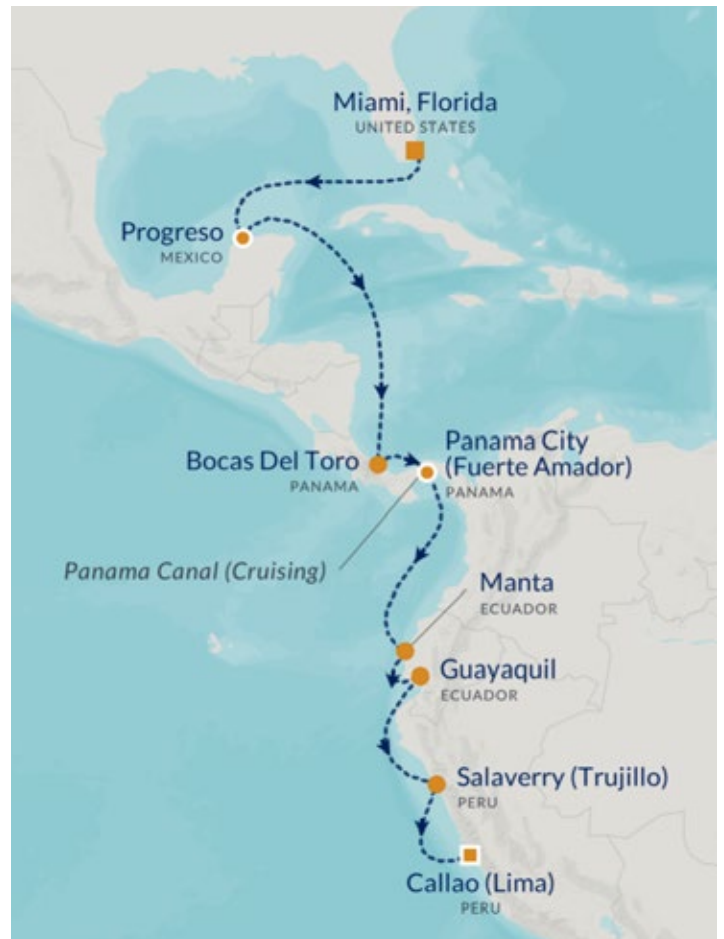 Miami, Florida
UNITED STATES
Progreso
MEXICO
Bocas Del Toro
PANAMA
Panama City
(Fuerte Amador)
PANAMA
Panama Canal (Cruising)
Manta
ECUADOR
Guayaquil
ECUADOR
Salaverry (Trujillo)
PERU
Callao (Lima)
PERU